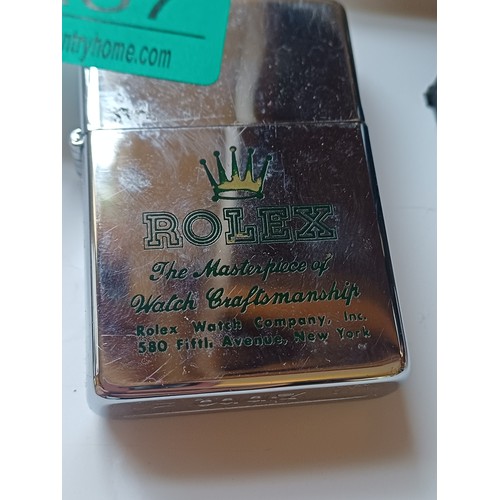 ntryhome.com
ROLEX
The Masterpiece of
Watch Craftsmanship
Rolex Watch Company, Inc.
580 Fifth Avenue, New York